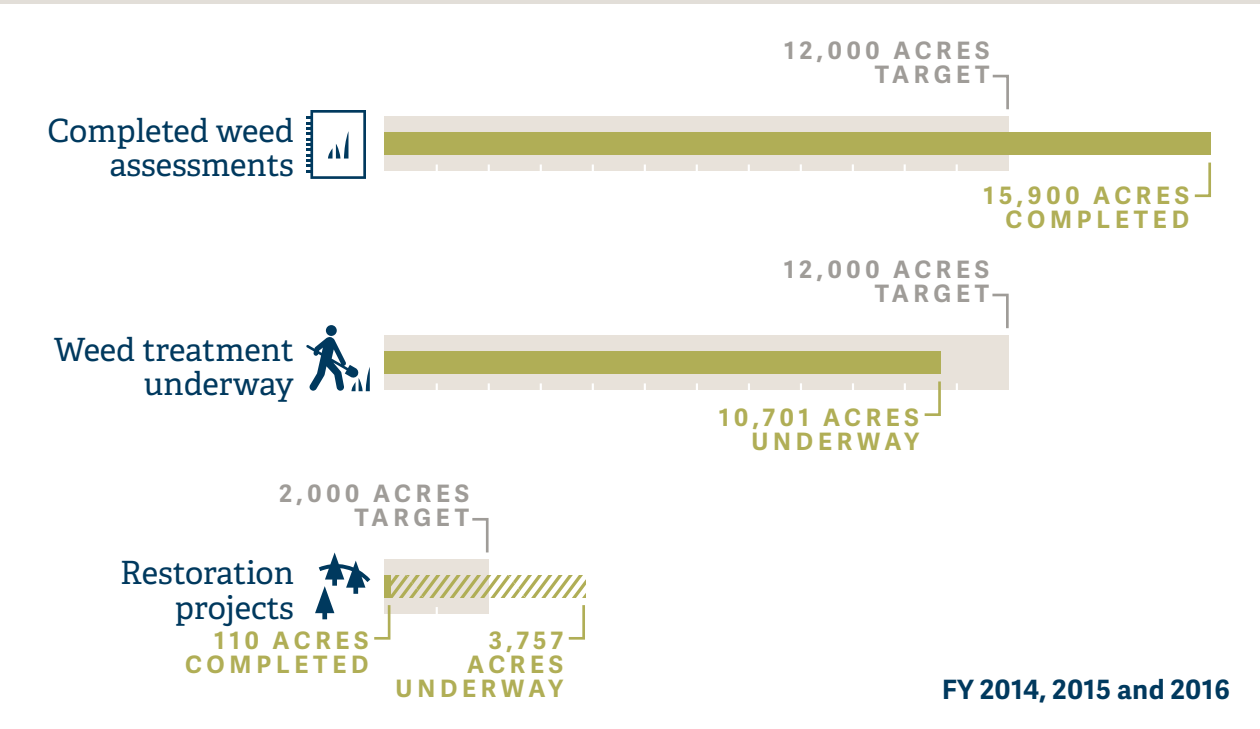 12,000 ACRES
TARGET
Completed weed
assessments
15,900 ACRES
COMPLETED
12,000 ACRES
TARGET
Weed treatment
underway
10,701 ACRES
UNDERWAY
2,000 ACRES
TARGET
Restoration
projects
110 ACRES
COMPLETED
3,757
ACRES
UNDERWAY
FY 2014, 2015 and 2016